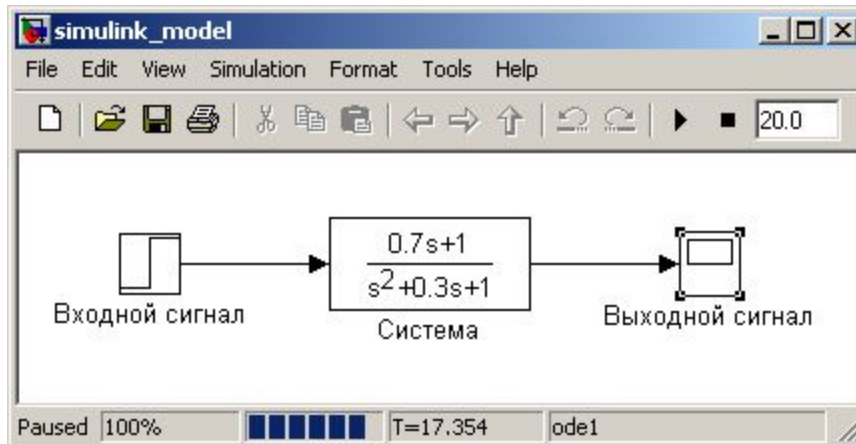 simulink_model
File Edit View Simulation Format Tools Help
20.0
0.7s+1
s²+0.3s+1
Входной сигнал
Система
Выходной сигнал
Paused 100% T=17.354 ode1